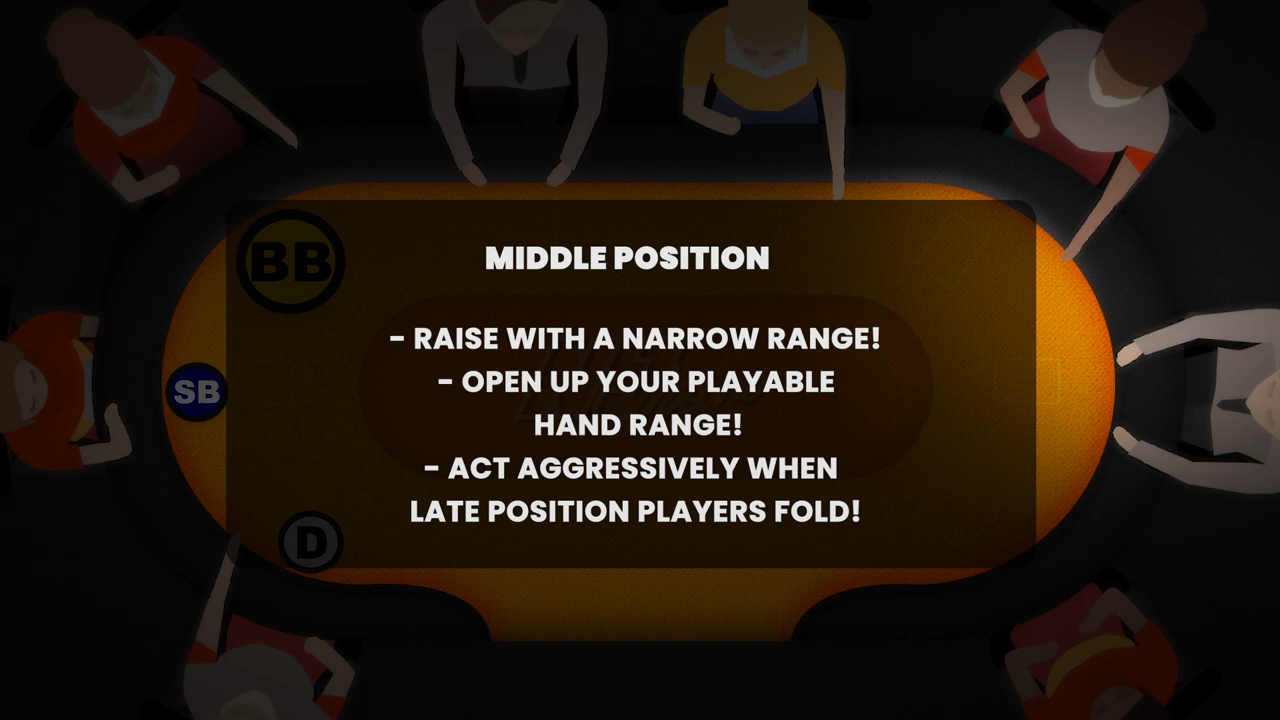 BB
MIDDLE POSITION
- RAISE WITH A NARROW RANGE!
- OPEN UP YOUR PLAYABLE
HAND RANGE!
SB
- ACT AGGRESSIVELY WHEN
LATE POSITION PLAYERS FOLD!
D